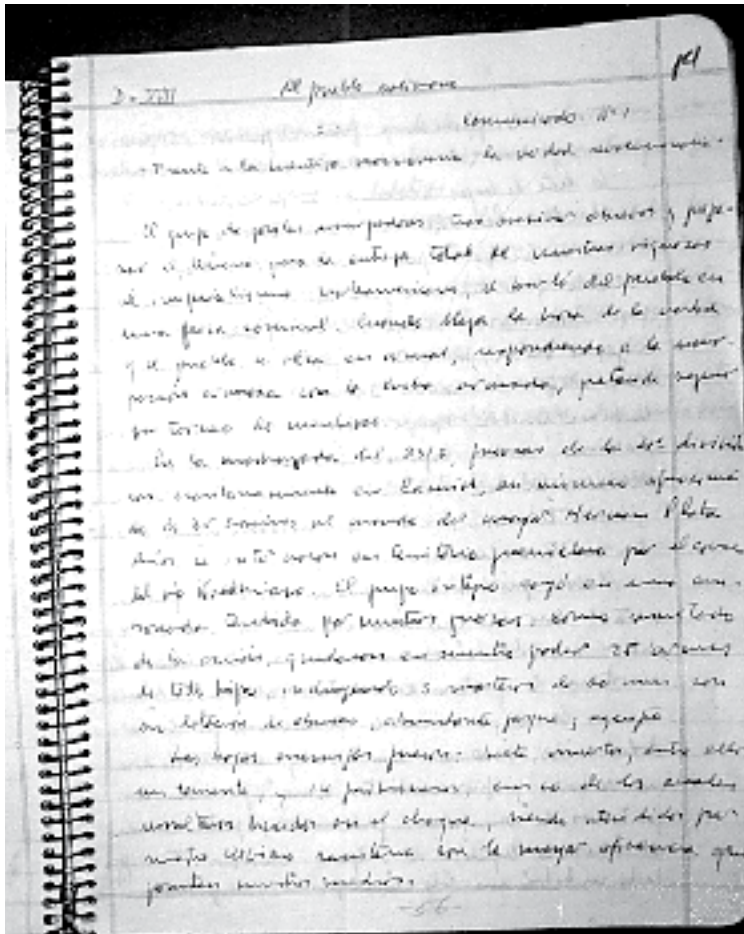 D. XVII Al pueblo boliviano
Comunicado Nº 1
Frente a la mentira reaccionaria, la verdad revolucionaria.
El grupo de gorilas usurpadores, tras asesinar obreros y prepa-
rar el terreno para la entrega total de nuestras riquezas
al imperialismo norteamericano, se burló del pueblo en
una farsa comicial. Cuando llega la hora de la verdad
y el pueblo se alza en armas, respondiendo a la usur-
pación armada con la lucha armada, pretende seguir
su torneo de mentiras.
En la madrugada del 23/3, fuerzas de la 4ª división
con acantonamiento en Camiri, en número aproximado
de 35 hombres al mando del mayor Hernán Plata
Ríos se internaron en territorio guerrillero por el cauce
del río Ñacahuasu. El grupo íntegro cayó en una em-
boscada tendida por nuestras fuerzas. Como resultado
de la acción, quedaron en nuestro poder 25 armas
de todo tipo, incluyendo 3 morteros de 60 mm. con
su dotación de obuses, abundante parque y equipo.
Las bajas enemigas fueron: siete muertos, entre ellos
un teniente, y 14 prisioneros, cinco de los cuales
resultaron heridos en el choque, siendo atendidos por
nuestro servicio sanitario con la mayor eficiencia que
permiten nuestros medios.
-56-